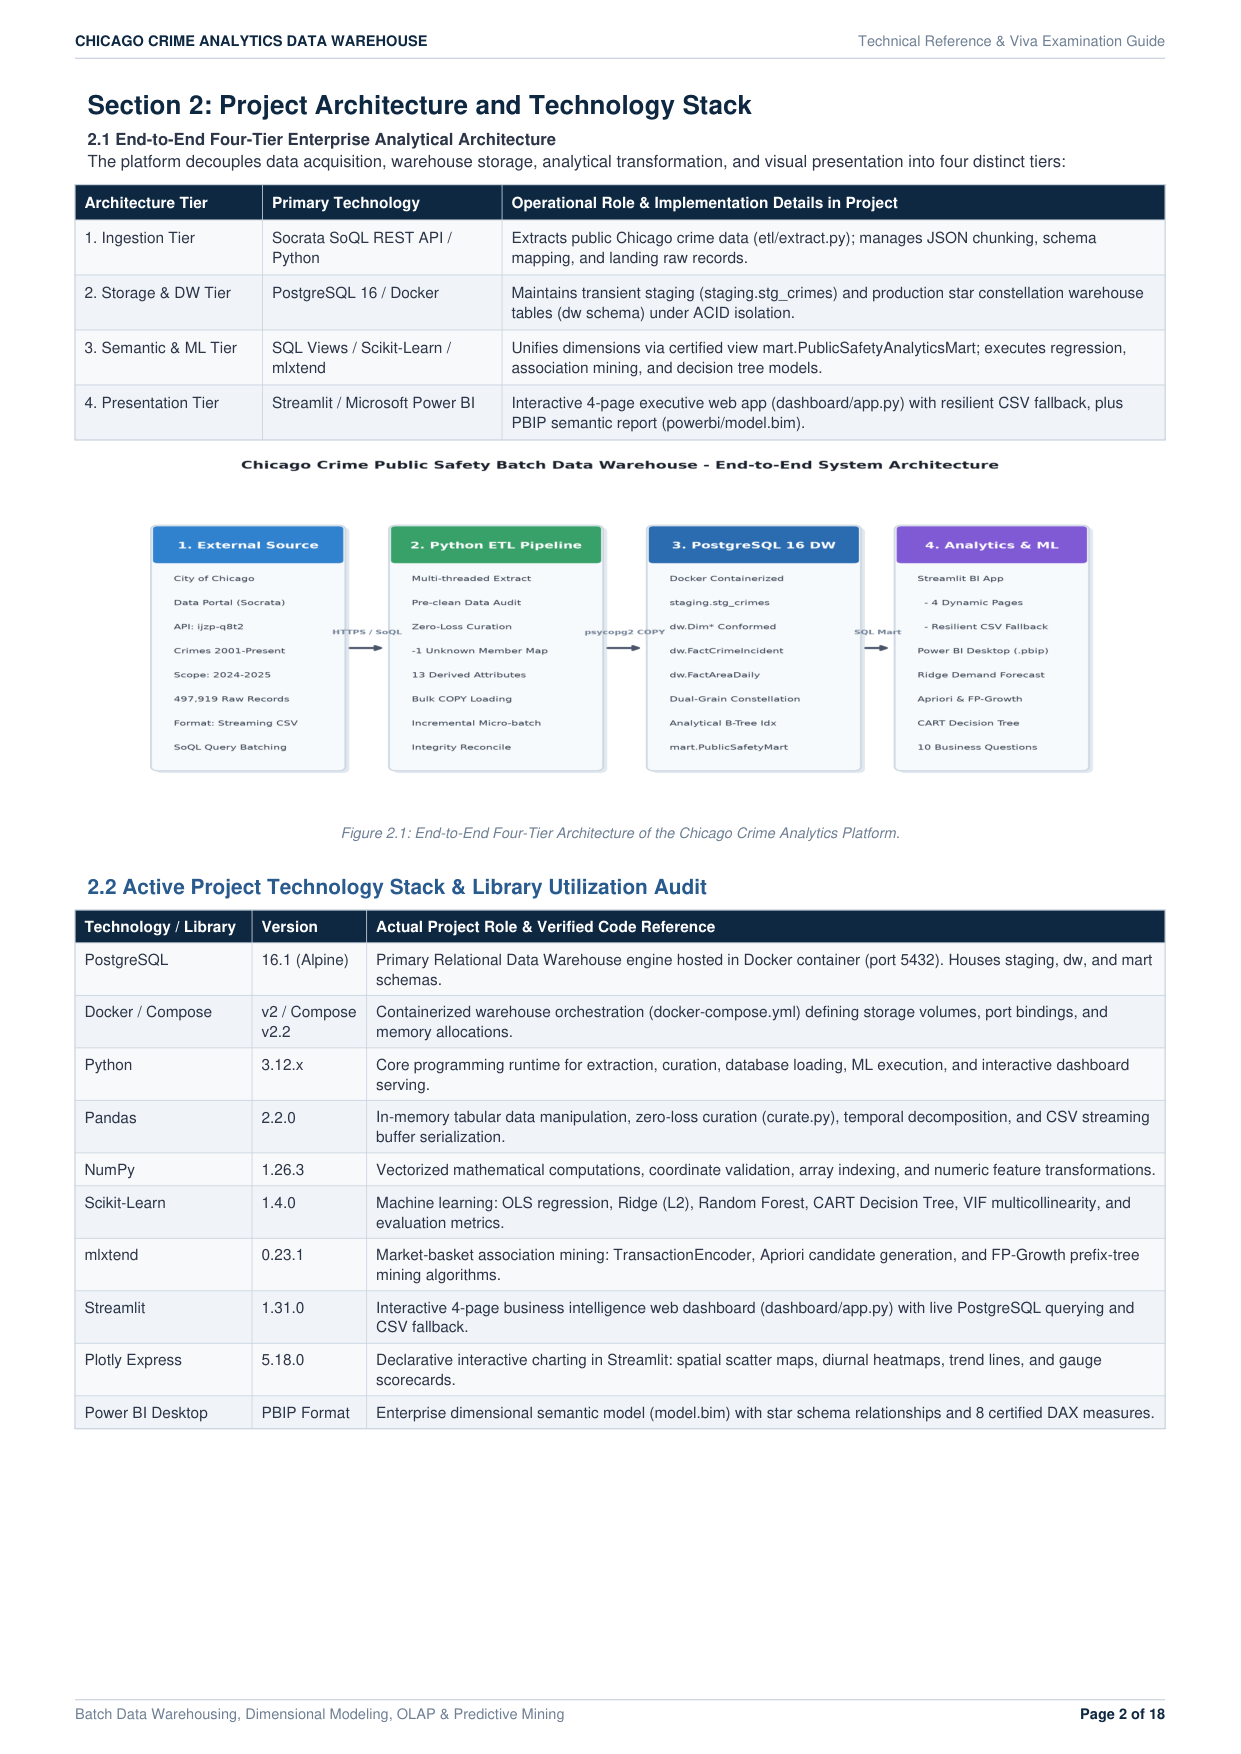 CHICAGO CRIME ANALYTICS DATA WAREHOUSE
Technical Reference & Viva Examination Guide
Section 2: Project Architecture and Technology Stack
2.1 End-to-End Four-Tier Enterprise Analytical Architecture
The platform decouples data acquisition, warehouse storage, analytical transformation, and visual presentation into four distinct tiers:
Architecture Tier
Primary Technology
Operational Role & Implementation Details in Project
1. Ingestion Tier
Socrata SoQL REST API /
Python
Extracts public Chicago crime data (etl/extract.py); manages JSON chunking, schema
mapping, and landing raw records.
2. Storage & DW Tier
PostgreSQL 16 / Docker
Maintains transient staging (staging.stg_crimes) and production star constellation warehouse
tables (dw schema) under ACID isolation.
3. Semantic & ML Tier
SQL Views / Scikit-Learn /
mlxtend
Unifies dimensions via certified view mart.PublicSafetyAnalyticsMart; executes regression,
association mining, and decision tree models.
4. Presentation Tier
Streamlit / Microsoft Power BI
Interactive 4-page executive web app (dashboard/app.py) with resilient CSV fallback, plus
PBIP semantic report (powerbi/model.bim).
Chicago Crime Public Safety Batch Data Warehouse - End-to-End System Architecture
1. External Source
City of Chicago
Data Portal (Socrata)
API: ijzp-q8t2
Crimes 2001-Present
Scope: 2024-2025
497,919 Raw Records
Format: Streaming CSV
SoQL Query Batching
HTTPS / SoQL
2. Python ETL Pipeline
Multi-threaded Extract
Pre-clean Data Audit
Zero-Loss Curation
-1 Unknown Member Map
13 Derived Attributes
Bulk COPY Loading
Incremental Micro-batch
Integrity Reconcile
psycopg2 COPY
3. PostgreSQL 16 DW
Docker Containerized
staging.stg_crimes
dw.Dim* Conformed
dw.FactCrimeIncident
dw.FactAreaDaily
Dual-Grain Constellation
Analytical B-Tree Idx
mart.PublicSafetyMart
SQL Mart
4. Analytics & ML
Streamlit BI App
- 4 Dynamic Pages
- Resilient CSV Fallback
Power BI Desktop (.pbip)
Ridge Demand Forecast
Apriori & FP-Growth
CART Decision Tree
10 Business Questions
Figure 2.1: End-to-End Four-Tier Architecture of the Chicago Crime Analytics Platform.
2.2 Active Project Technology Stack & Library Utilization Audit
Technology / Library
Version
Actual Project Role & Verified Code Reference
PostgreSQL
16.1 (Alpine)
Primary Relational Data Warehouse engine hosted in Docker container (port 5432). Houses staging, dw, and mart
schemas.
Docker / Compose
v2 / Compose
v2.2
Containerized warehouse orchestration (docker-compose.yml) defining storage volumes, port bindings, and
memory allocations.
Python
3.12.x
Core programming runtime for extraction, curation, database loading, ML execution, and interactive dashboard
serving.
Pandas
2.2.0
In-memory tabular data manipulation, zero-loss curation (curate.py), temporal decomposition, and CSV streaming
buffer serialization.
NumPy
1.26.3
Vectorized mathematical computations, coordinate validation, array indexing, and numeric feature transformations.
Scikit-Learn
1.4.0
Machine learning: OLS regression, Ridge (L2), Random Forest, CART Decision Tree, VIF multicollinearity, and
evaluation metrics.
mlxtend
0.23.1
Market-basket association mining: TransactionEncoder, Apriori candidate generation, and FP-Growth prefix-tree
mining algorithms.
Streamlit
1.31.0
Interactive 4-page business intelligence web dashboard (dashboard/app.py) with live PostgreSQL querying and
CSV fallback.
Plotly Express
5.18.0
Declarative interactive charting in Streamlit: spatial scatter maps, diurnal heatmaps, trend lines, and gauge
scorecards.
Power BI Desktop
PBIP Format
Enterprise dimensional semantic model (model.bim) with star schema relationships and 8 certified DAX measures.
Batch Data Warehousing, Dimensional Modeling, OLAP & Predictive Mining
Page 2 of 18